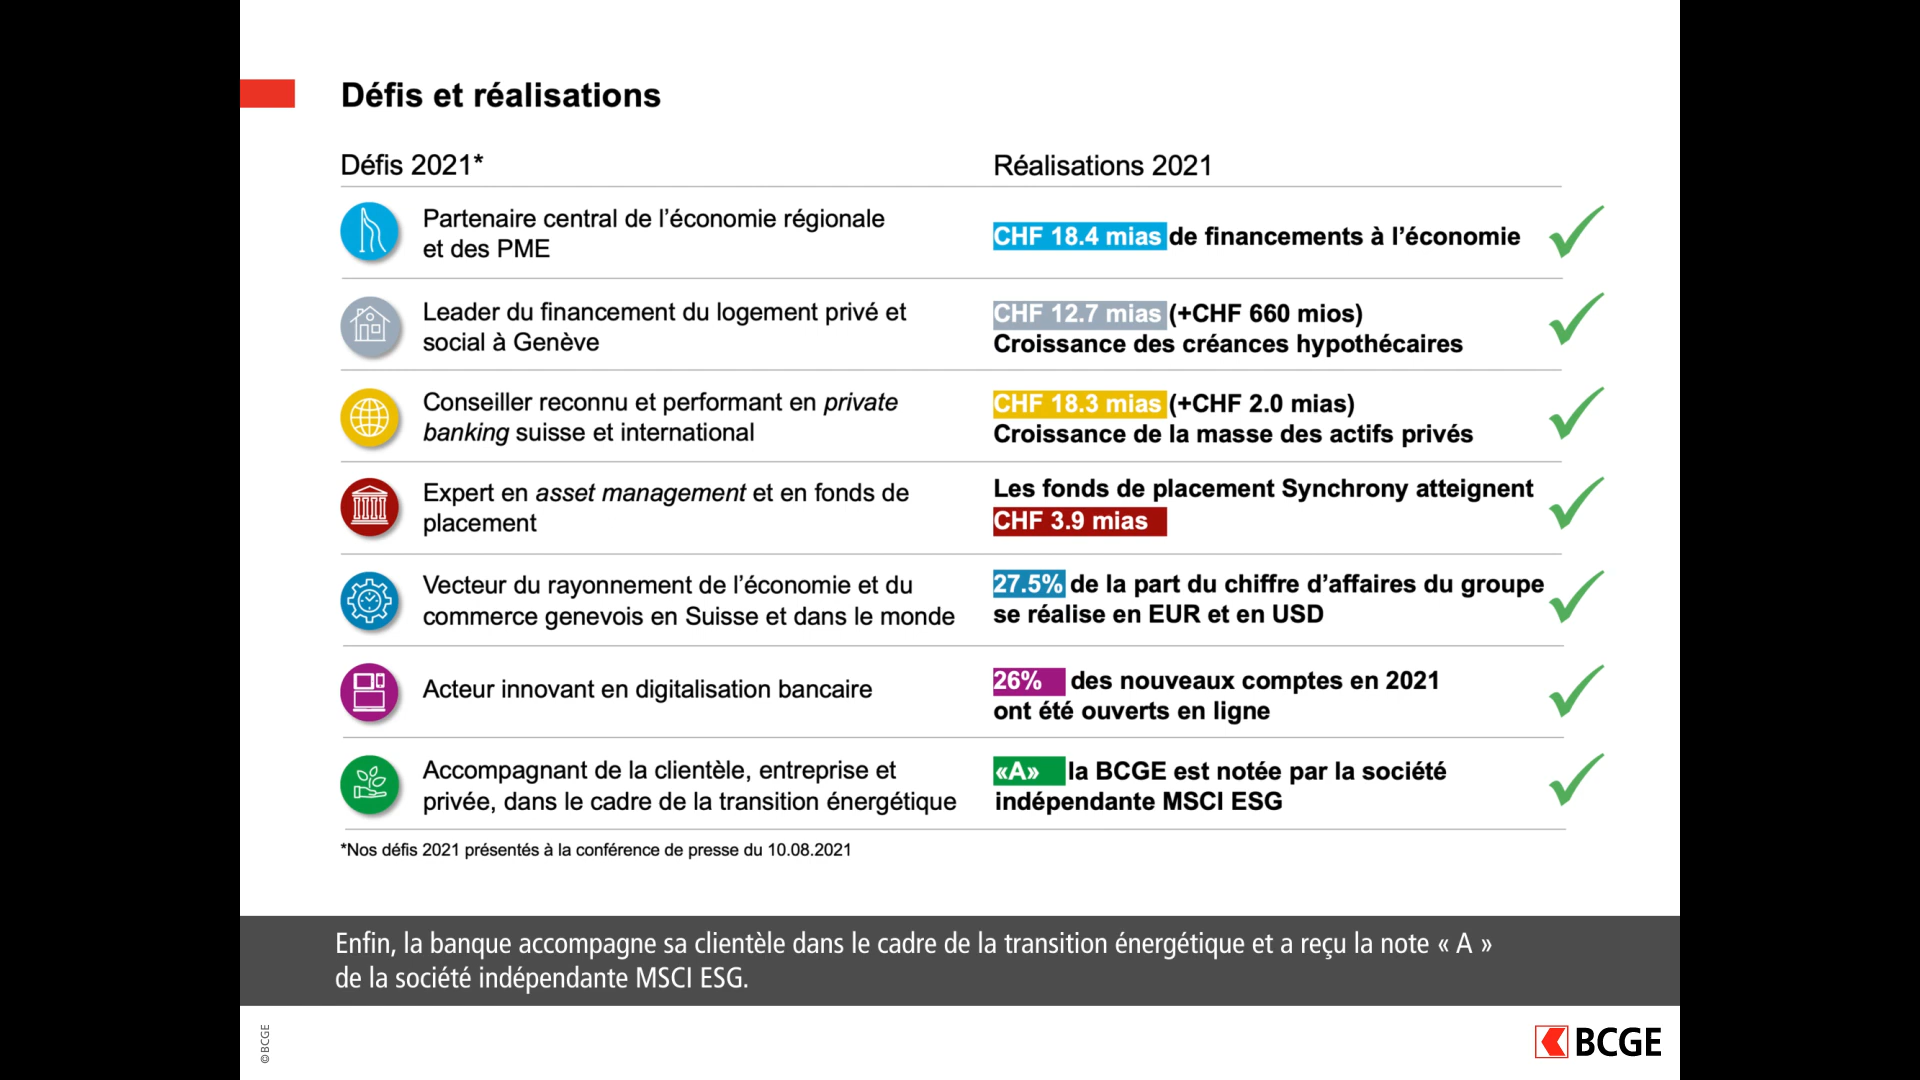 Défis et réalisations
Défis 2021*
Réalisations 2021
Partenaire central de l’économie régionale
et des PME
CHF 18.4 mias de financements à l’économie
Leader du financement du logement privé et
social à Genève
CHF 12.7 mias (+CHF 660 mios)
Croissance des créances hypothécaires
Conseiller reconnu et performant en private
banking suisse et international
CHF 18.3 mias (+CHF 2.0 mias)
Croissance de la masse des actifs privés
Expert en asset management et en fonds de
placement
Les fonds de placement Synchrony atteignent
CHF 3.9 mias
Vecteur du rayonnement de l’économie et du
commerce genevois en Suisse et dans le monde
27.5% de la part du chiffre d’affaires du groupe
se réalise en EUR et en USD
Acteur innovant en digitalisation bancaire
26% des nouveaux comptes en 2021
ont été ouverts en ligne
Accompagnant de la clientèle, entreprise et
privée, dans le cadre de la transition énergétique
«A» la BCGE est notée par la société
indépendante MSCI ESG
*Nos défis 2021 présentés à la conférence de presse du 10.08.2021
Enfin, la banque accompagne sa clientèle dans le cadre de la transition énergétique et a reçu la note « A »
de la société indépendante MSCI ESG.
©BCGE
BCGE